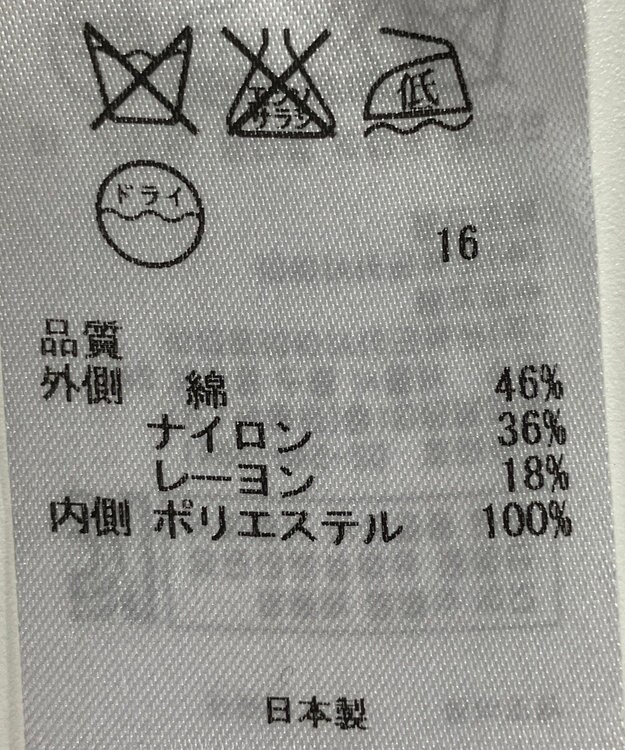 エンソ
サラシ
低
ドライ
16
品質
外側 綿 46%
ナイロン 36%
レーヨン 18%
内側 ポリエステル 100%
日本製